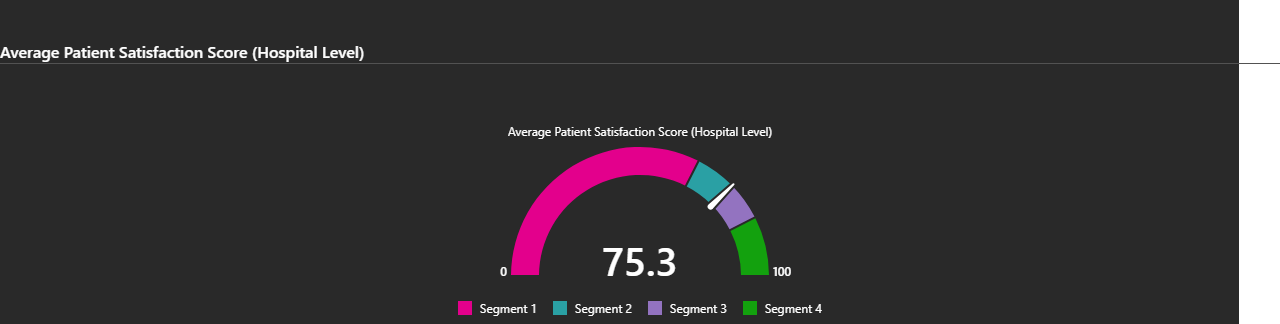 Average Patient Satisfaction Score (Hospital Level)
Average Patient Satisfaction Score (Hospital Level)
75.3
0
100
Segment 1
Segment 2
Segment 3
Segment 4